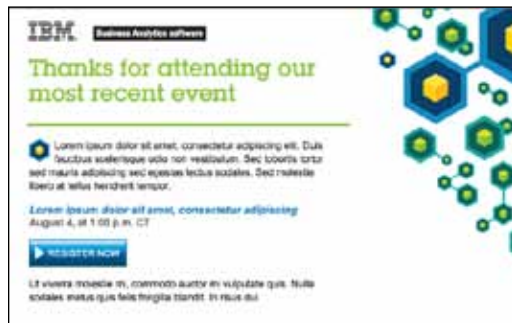 IBM. Business Analytics software
Thanks for attending our
most recent event
Lorem ipsum dolor sit amet, consectetur adipiscing elit. Duis
faucibus scelerisque odio non vestibulum. Sed lobortis tortor
sed mauris adipiscing sed egestas lectus sodales. Sed molestie
libero at tellus hendrerit tempor.
Lorem ipsum dolor sit amet, consectetur adipiscing
August 4, at 1:00 p.m. CT
REGISTER NOW
Ut viverra molestie mi, commodo auctor mi vulputate quis. Nulla
sodales metus quis felis fringilla blandit. In risus dui.